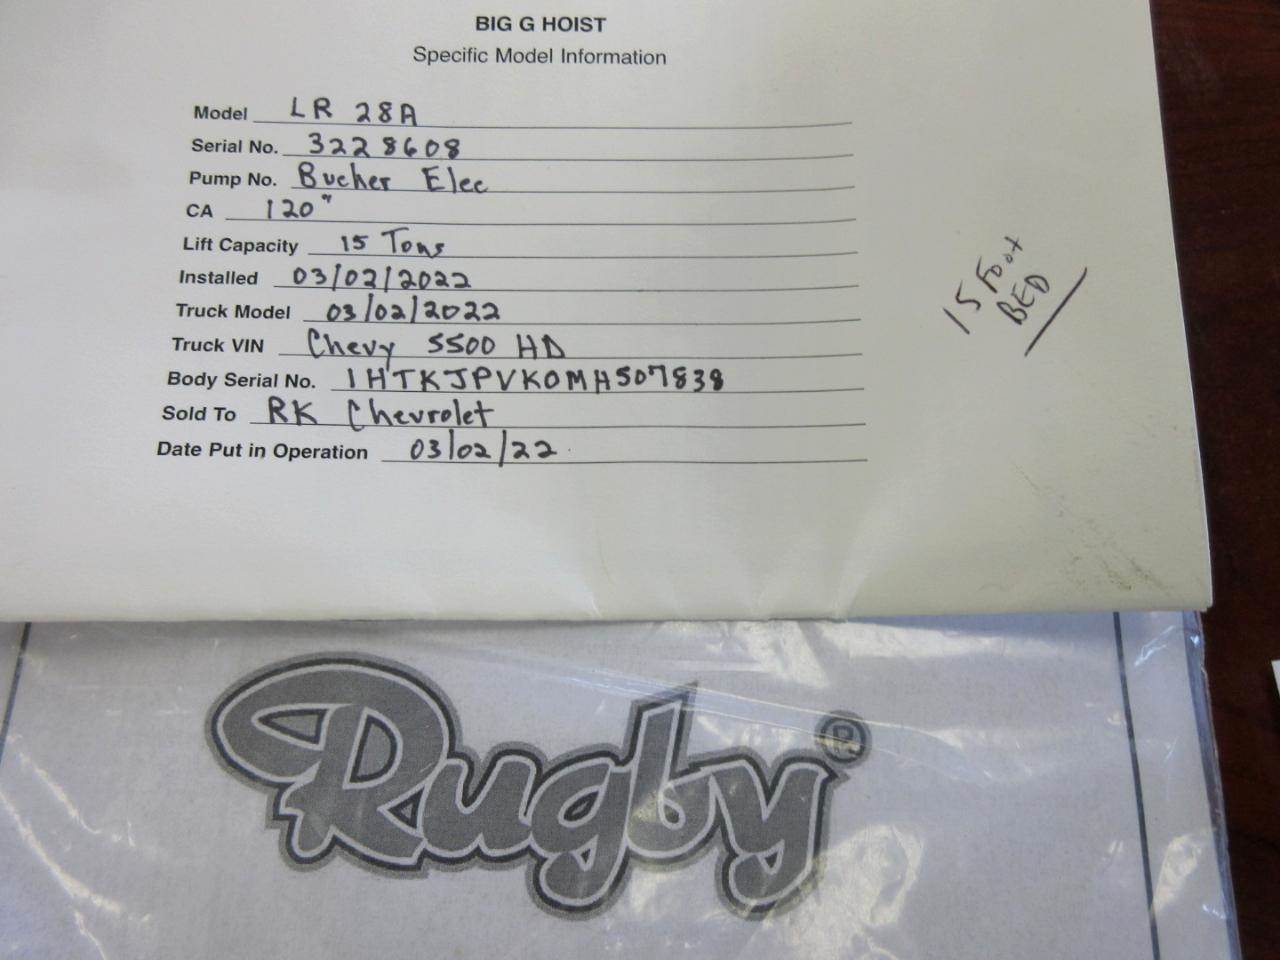 BIG G HOIST
Specific Model Information
Model LR 28A
Serial No. 3228608
Pump No. Bucher Elec
CA 120"
Lift Capacity 15 Tons
Installed 03/02/2022
Truck Model 03/02/2022
Truck VIN Chevy 5500 HD
Body Serial No. 1HTKJPVK0MH507838
Sold To RK Chevrolet
Date Put in Operation 03/02/22
15 Foot
BED
Rugby®